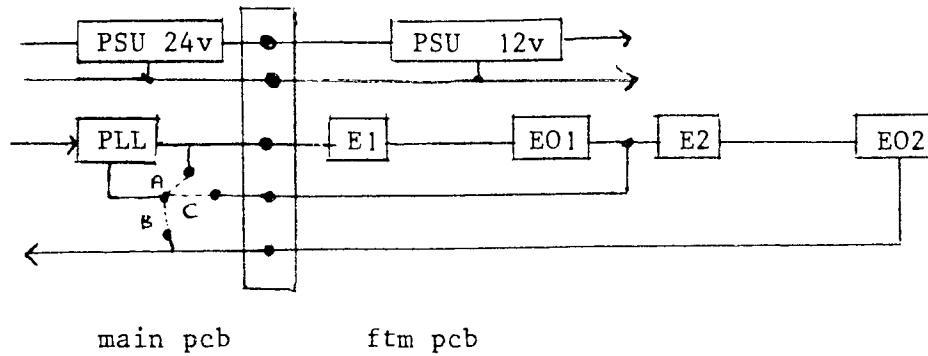 PSU 24v PSU 12v
PLL E1 EO1 E2 EO2
A
C
B
main pcb ftm pcb